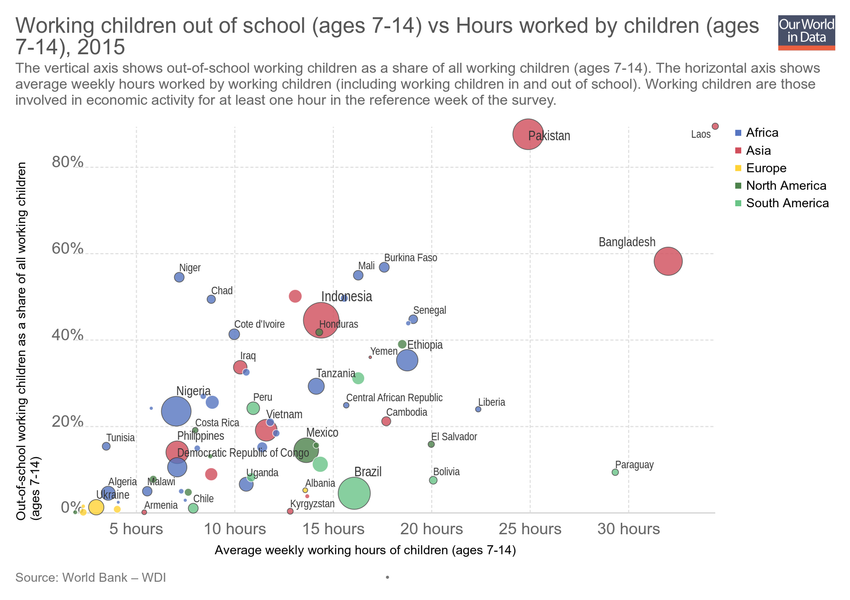 Working children out of school (ages 7-14) vs Hours worked by children (ages
7-14), 2015
Our World
in Data
The vertical axis shows out-of-school working children as a share of all working children (ages 7-14). The horizontal axis shows
average weekly hours worked by working children (including working children in and out of school). Working children are those
involved in economic activity for at least one hour in the reference week of the survey.
Africa
Asia
Europe
North America
South America
Out-of-school working children as a share of all working children
(ages 7-14)
80%
60%
40%
20%
0%
Pakistan
Laos
Bangladesh
Burkina Faso
Mali
Niger
Chad
Indonesia
Honduras
Senegal
Cote d'Ivoire
Yemen
Ethiopia
Iraq
Tanzania
Nigeria
Peru
Central African Republic
Liberia
Cambodia
Costa Rica
Vietnam
Tunisia
Philippines
Mexico
El Salvador
Democratic Republic of Congo
Uganda
Brazil
Bolivia
Paraguay
Algeria
Malawi
Albania
Ukraine
Armenia
Chile
Kyrgyzstan
5 hours
10 hours
15 hours
20 hours
25 hours
30 hours
Average weekly working hours of children (ages 7-14)
Source: World Bank – WDI